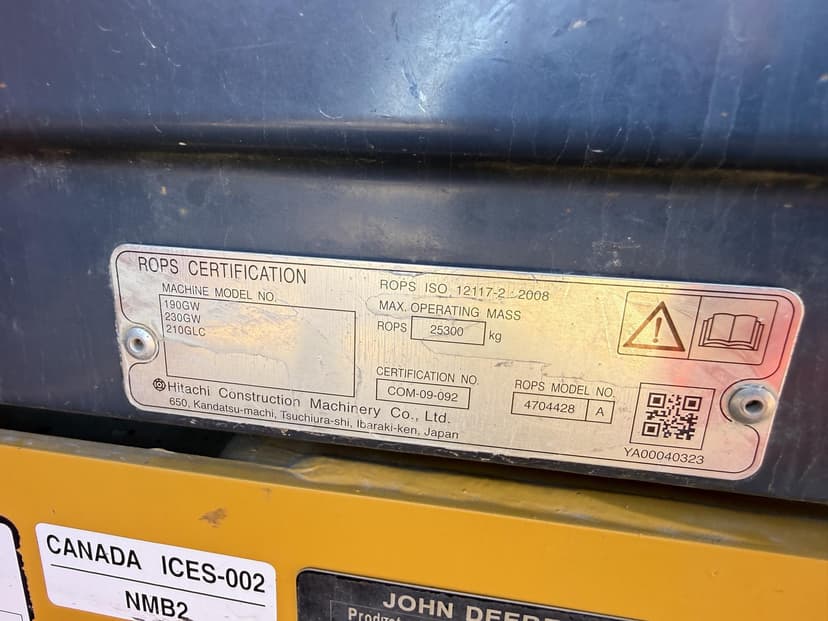 ROPS CERTIFICATION
MACHINE MODEL NO.
190GW
230GW
210GLC
ROPS ISO 12117-2 : 2008
MAX. OPERATING MASS
ROPS 25300 kg
CERTIFICATION NO.
COM-09-092
ROPS MODEL NO.
4704428 A
Hitachi Construction Machinery Co., Ltd.
650, Kandatsu-machi, Tsuchiura-shi, Ibaraki-ken, Japan
YA00040323
CANADA ICES-002
NMB2
JOHN DEERE